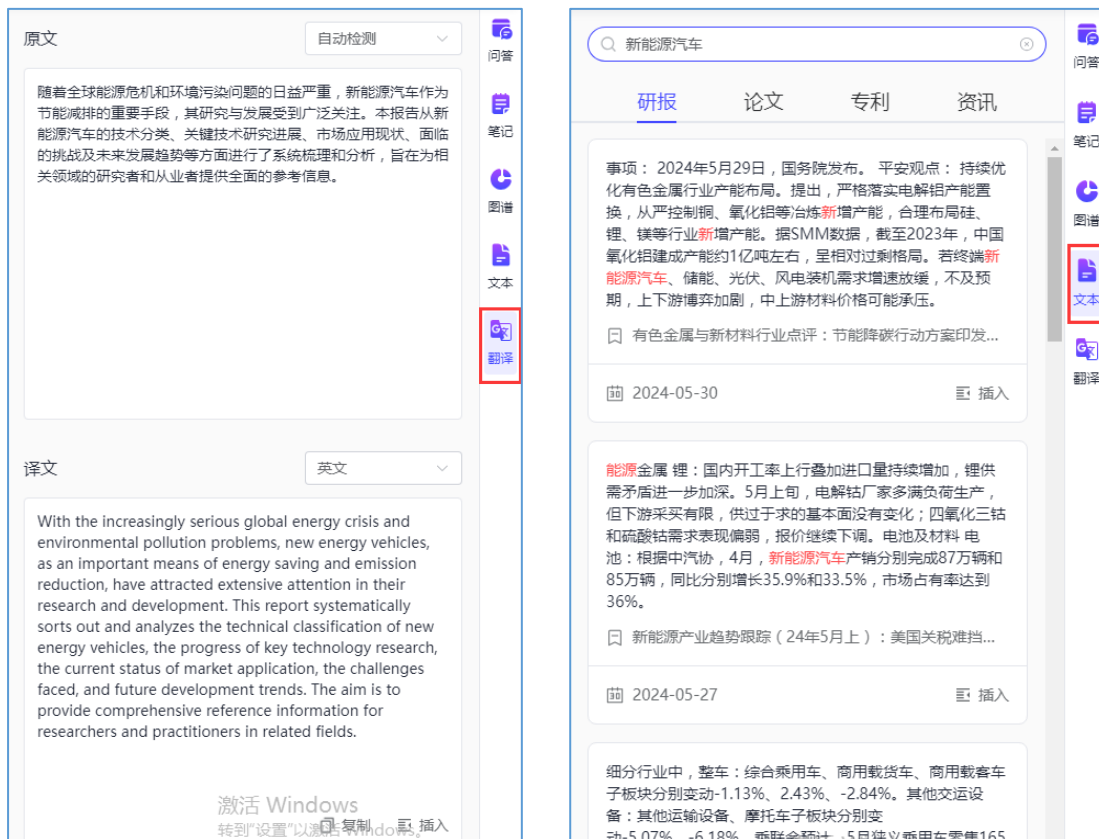 原文
自动检测
随着全球能源危机和环境污染问题的日益严重，新能源汽车作为
节能减排的重要手段，其研究与发展受到广泛关注。本报告从新
能源汽车的技术分类、关键技术研究进展、市场应用现状、面临
的挑战及未来发展趋势等方面进行了系统梳理和分析，旨在为相
关领域的研究者和从业者提供全面的参考信息。
译文
英文
With the increasingly serious global energy crisis and
environmental pollution problems, new energy vehicles,
as an important means of energy saving and emission
reduction, have attracted extensive attention in their
research and development. This report systematically
sorts out and analyzes the technical classification of new
energy vehicles, the progress of key technology research,
the current status of market application, the challenges
faced, and future development trends. The aim is to
provide comprehensive reference information for
researchers and practitioners in related fields.
激活 Windows
转到"设置"以激活 Windows。
复制
插入
问答
笔记
图谱
文本
翻译
新能源汽车
研报 论文 专利 资讯
事项： 2024年5月29日，国务院发布。 平安观点： 持续优
化有色金属行业产能布局。提出，严格落实电解铝产能置
换，从严控制铜、氧化铝等冶炼新增产能，合理布局硅、
锂、镁等行业新增产能。据SMM数据，截至2023年，中国
氧化铝建成产能约1亿吨左右，呈相对过剩格局。若终端新
能源汽车、储能、光伏、风电装机需求增速放缓，不及预
期，上下游博弈加剧，中上游材料价格可能承压。
有色金属与新材料行业点评：节能降碳行动方案印发...
2024-05-30
插入
能源金属 锂：国内开工率上行叠加进口量持续增加，锂供
需矛盾进一步加深。5月上旬，电解钴厂家多满负荷生产，
但下游采买有限，供过于求的基本面没有变化；四氧化三钴
和硫酸钴需求表现偏弱，报价继续下调。电池及材料 电
池：根据中汽协，4月，新能源汽车产销分别完成87万辆和
85万辆，同比分别增长35.9%和33.5%，市场占有率达到
36%。
新能源产业趋势跟踪（24年5月上）：美国关税难挡...
2024-05-27
插入
细分行业中，整车：综合乘用车、商用载货车、商用载客车
子板块分别变动-1.13%、2.43%、-2.84%。其他交运设
备：其他运输设备、摩托车子板块分别变
动-5.07%、-6.18%。乘联会预计，5月狭义乘用车零售165
问答
笔记
图谱
文本
翻译